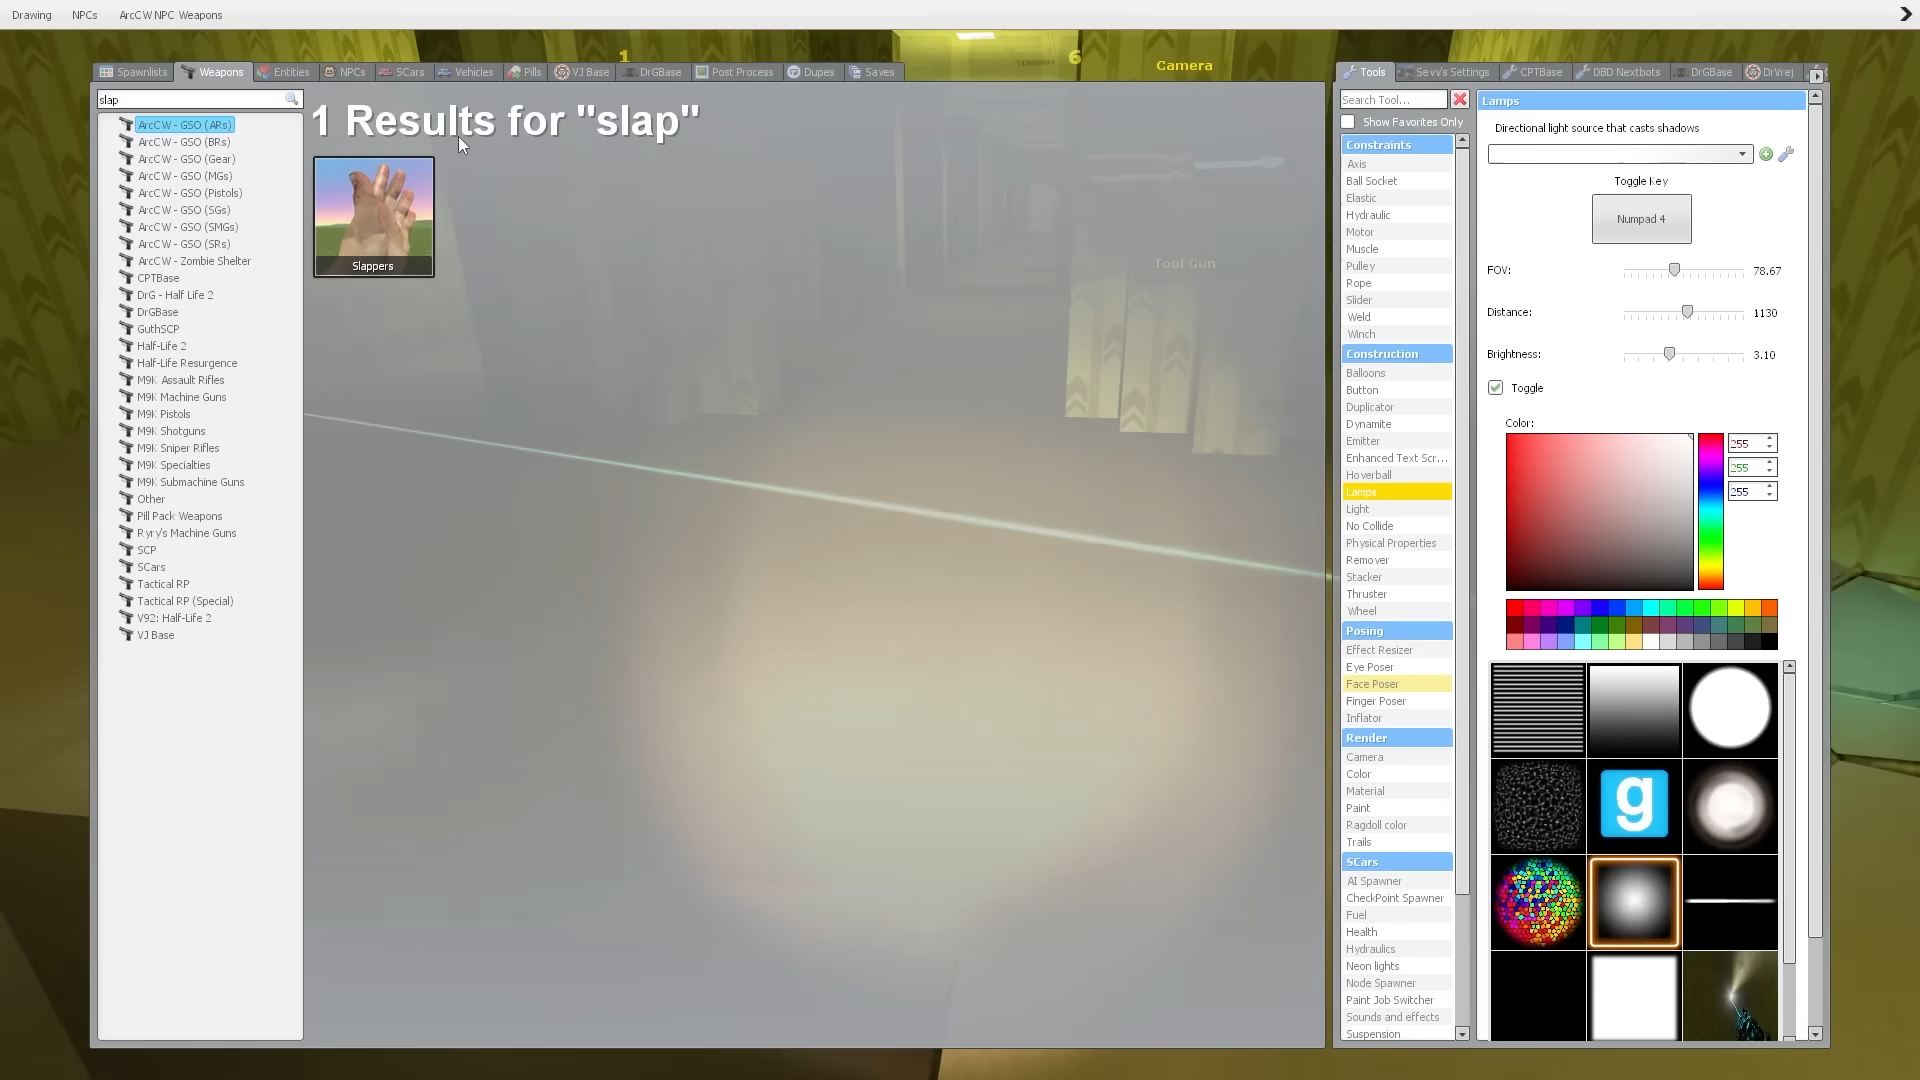 Drawing NPCs ArcCW NPC Weapons
1 6 Camera
Spawnlists Weapons Entities NPCs SCars Vehicles Pills VJ Base DrGBase Post Process Dupes Saves
slap
1 Results for "slap"
Slappers
ArcCW - GSO (ARs)
ArcCW - GSO (BRs)
ArcCW - GSO (Gear)
ArcCW - GSO (MGs)
ArcCW - GSO (Pistols)
ArcCW - GSO (SGs)
ArcCW - GSO (SMGs)
ArcCW - GSO (SRs)
ArcCW - Zombie Shelter
CPTBase
DrG - Half Life 2
DrGBase
GuthSCP
Half-Life 2
Half-Life Resurgence
M9K Assault Rifles
M9K Machine Guns
M9K Pistols
M9K Shotguns
M9K Sniper Rifles
M9K Specialties
M9K Submachine Guns
Other
Pill Pack Weapons
Ryry's Machine Guns
SCP
SCars
Tactical RP
Tactical RP (Special)
V92: Half-Life 2
VJ Base
Tool Gun
Tools Sevv's Settings CPTBase DBD Nextbots DrGBase DrVrej
Search Tool...
Show Favorites Only
Constraints
Axis
Ball Socket
Elastic
Hydraulic
Motor
Muscle
Pulley
Rope
Slider
Weld
Winch
Construction
Balloons
Button
Duplicator
Dynamite
Emitter
Enhanced Text Scr...
Hoverball
Lamps
Light
No Collide
Physical Properties
Remover
Stacker
Thruster
Wheel
Posing
Effect Resizer
Eye Poser
Face Poser
Finger Poser
Inflator
Render
Camera
Color
Material
Paint
Ragdoll color
Trails
SCars
AI Spawner
CheckPoint Spawner
Fuel
Health
Hydraulics
Neon lights
Node Spawner
Paint Job Switcher
Sounds and effects
Suspension
Lamps
Directional light source that casts shadows
Toggle Key
Numpad 4
FOV: 78.67
Distance: 1130
Brightness: 3.10
Toggle
Color:
255
255
255
g